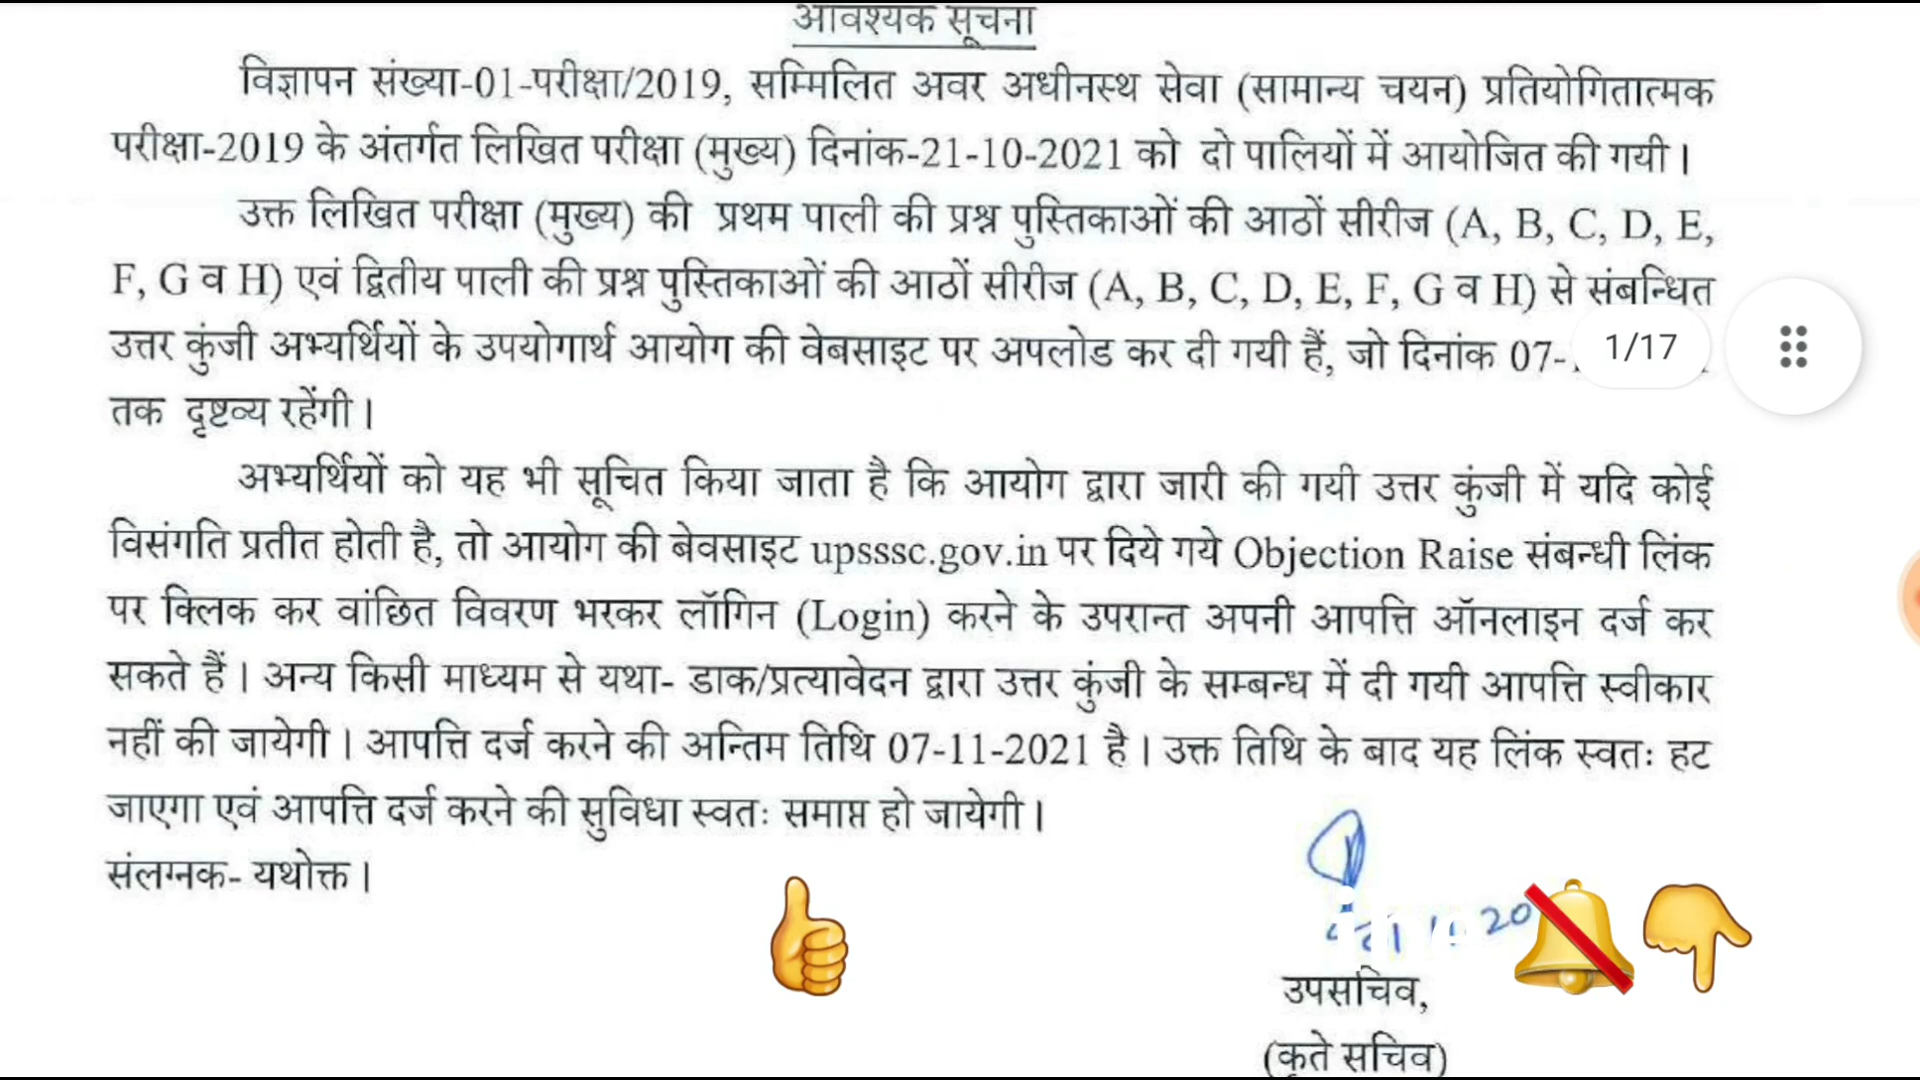 आवश्यक सूचना
विज्ञापन संख्या-01-परीक्षा/2019, सम्मिलित अवर अधीनस्थ सेवा (सामान्य चयन) प्रतियोगितात्मक
परीक्षा-2019 के अंतर्गत लिखित परीक्षा (मुख्य) दिनांक-21-10-2021 को दो पालियों में आयोजित की गयी।
उक्त लिखित परीक्षा (मुख्य) की प्रथम पाली की प्रश्न पुस्तिकाओं की आठों सीरीज (A, B, C, D, E,
F, G व H) एवं द्वितीय पाली की प्रश्न पुस्तिकाओं की आठों सीरीज (A, B, C, D, E, F, G व H) से संबन्धित
उत्तर कुंजी अभ्यर्थियों के उपयोगार्थ आयोग की वेबसाइट पर अपलोड कर दी गयी हैं, जो दिनांक 07-
1/17
तक दृष्टव्य रहेंगी।
अभ्यर्थियों को यह भी सूचित किया जाता है कि आयोग द्वारा जारी की गयी उत्तर कुंजी में यदि कोई
विसंगति प्रतीत होती है, तो आयोग की बेवसाइट upsssc.gov.in पर दिये गये Objection Raise संबन्धी लिंक
पर क्लिक कर वांछित विवरण भरकर लॉगिन (Login) करने के उपरान्त अपनी आपत्ति ऑनलाइन दर्ज कर
सकते हैं। अन्य किसी माध्यम से यथा- डाक/प्रत्यावेदन द्वारा उत्तर कुंजी के सम्बन्ध में दी गयी आपत्ति स्वीकार
नहीं की जायेगी। आपत्ति दर्ज करने की अन्तिम तिथि 07-11-2021 है। उक्त तिथि के बाद यह लिंक स्वतः हट
जाएगा एवं आपत्ति दर्ज करने की सुविधा स्वतः समाप्त हो जायेगी।
संलग्नक- यथोक्त।
उपसचिव,
(कृते सचिव)